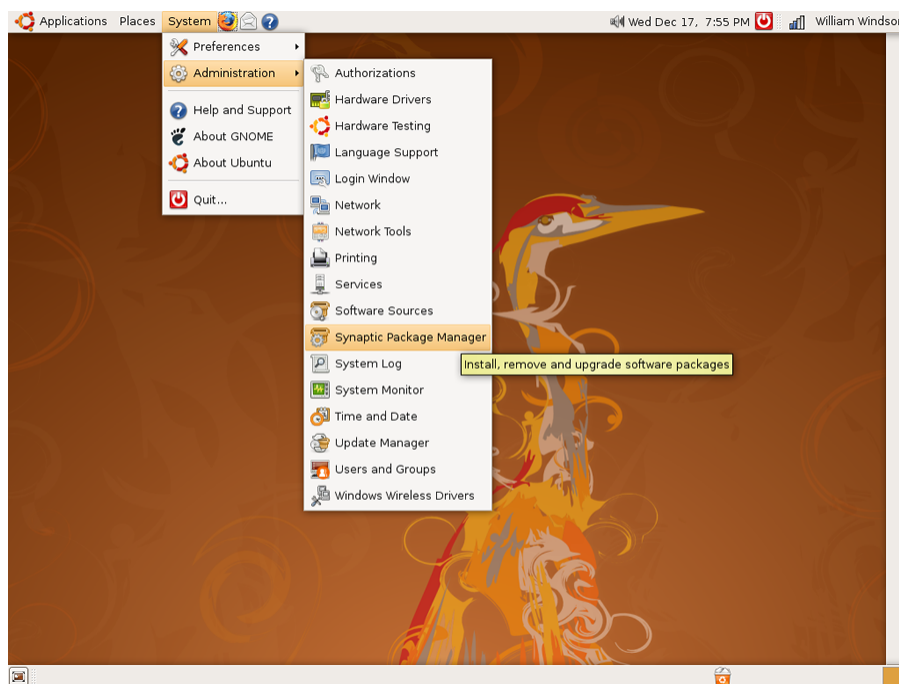 Applications Places System Wed Dec 17, 7:55 PM William Windsor
Preferences
Administration
Help and Support
About GNOME
About Ubuntu
Quit...
Authorizations
Hardware Drivers
Hardware Testing
Language Support
Login Window
Network
Network Tools
Printing
Services
Software Sources
Synaptic Package Manager
Install, remove and upgrade software packages
System Log
System Monitor
Time and Date
Update Manager
Users and Groups
Windows Wireless Drivers